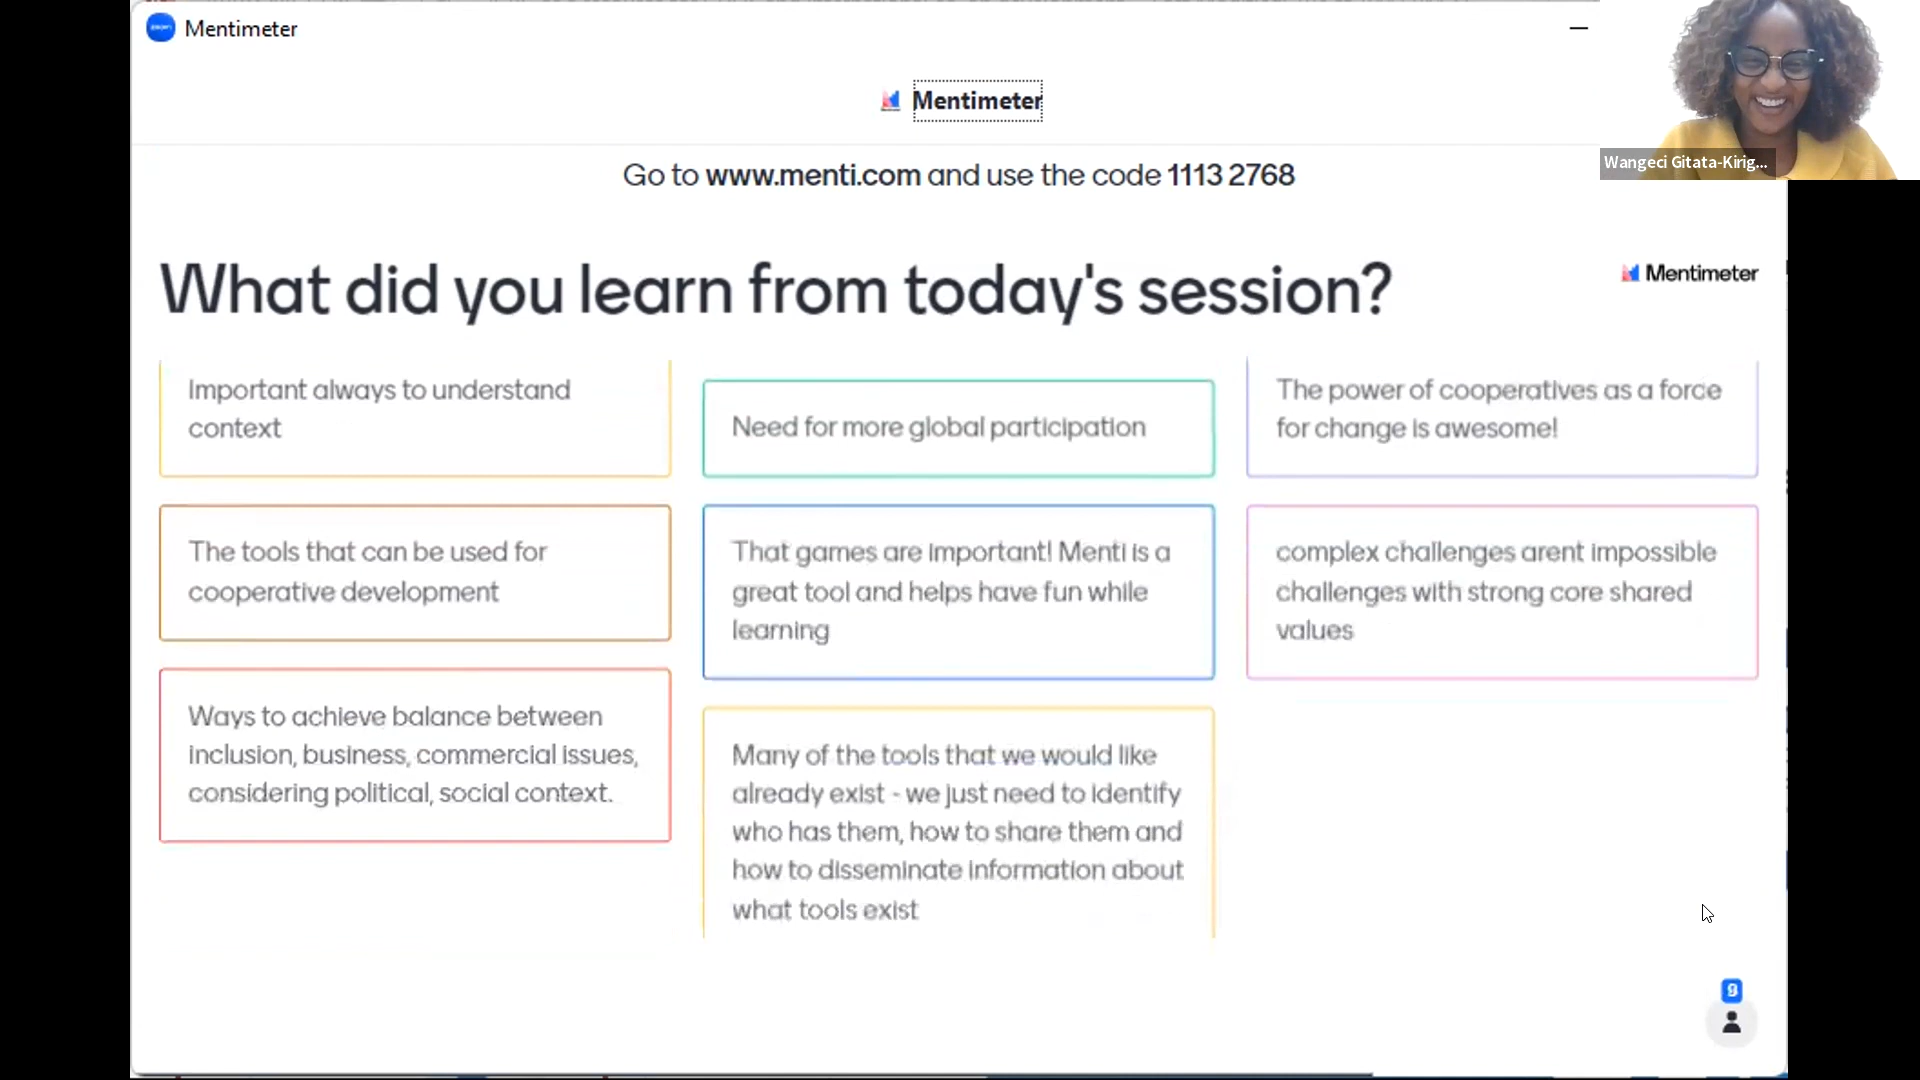 Mentimeter
Mentimeter
Wangeci Gitata-Kirig...
Go to www.menti.com and use the code 1113 2768
What did you learn from today's session?
Mentimeter
Important always to understand
context
The tools that can be used for
cooperative development
Ways to achieve balance between
inclusion, business, commercial issues,
considering political, social context.
Need for more global participation
That games are important! Menti is a
great tool and helps have fun while
learning
Many of the tools that we would like
already exist - we just need to identify
who has them, how to share them and
how to disseminate information about
what tools exist
The power of cooperatives as a force
for change is awesome!
complex challenges arent impossible
challenges with strong core shared
values
9